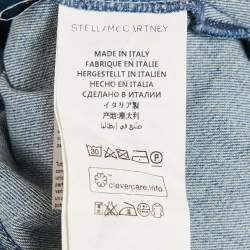 STELLA McCARTNEY
MADE IN ITALY
FABRIQUE EN ITALIE
HERGESTELLT IN ITALIEN
HECHO EN ITALIA
СДЕЛАНО В ИТАЛИИ
イタリア製
产地:意大利
صنع في إيطاليا
30
P
clevercare.info